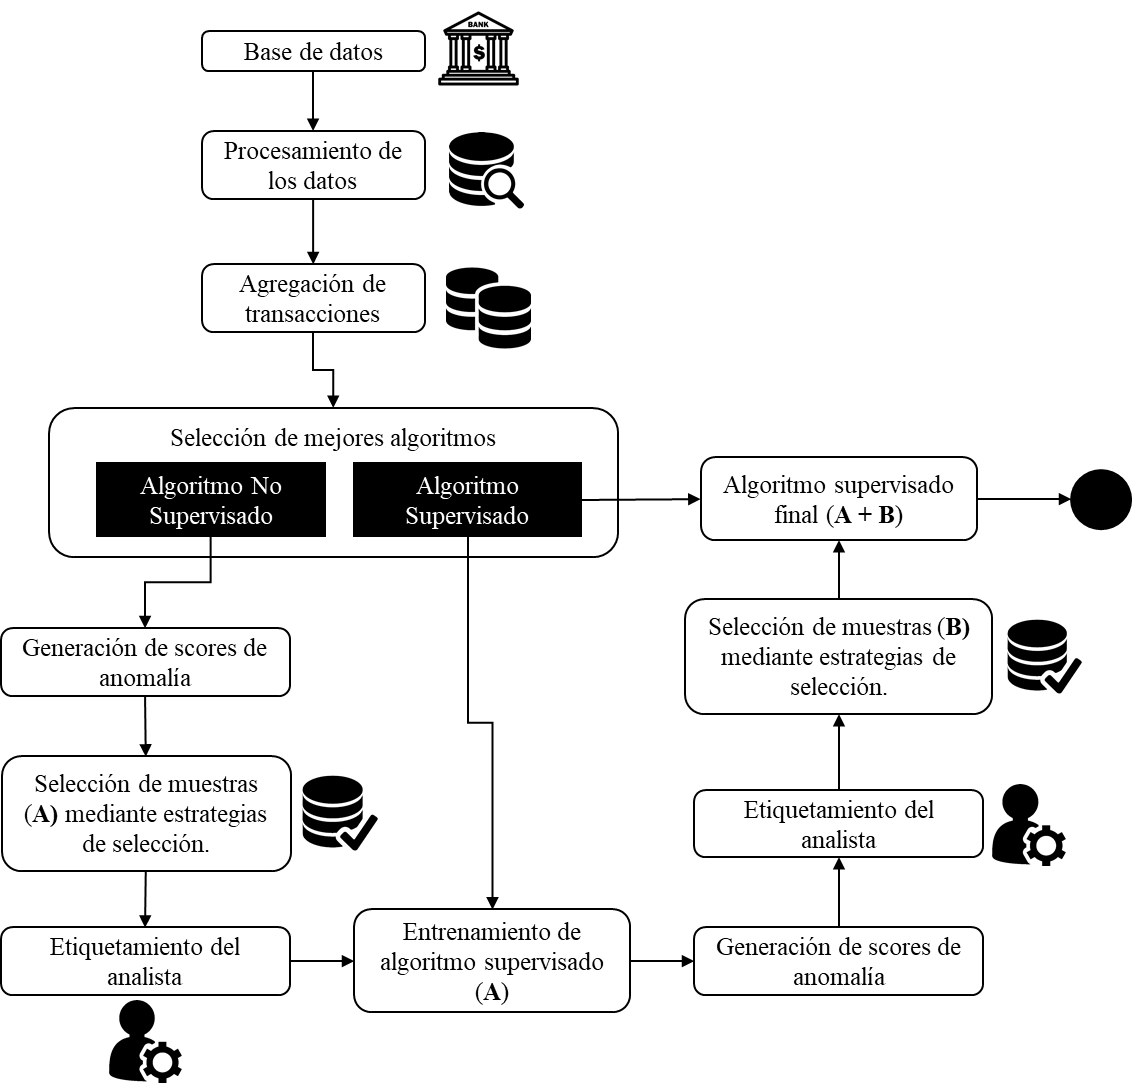 Base de datos
BANK
$
Procesamiento de
los datos
Agregación de
transacciones
Selección de mejores algoritmos
Algoritmo No
Supervisado
Algoritmo
Supervisado
Algoritmo supervisado
final (A + B)
Generación de scores de
anomalía
Selección de muestras
(A) mediante estrategias
de selección.
Etiquetamiento del
analista
Entrenamiento de
algoritmo supervisado
(A)
Generación de scores de
anomalía
Etiquetamiento del
analista
Selección de muestras (B)
mediante estrategias de
selección.